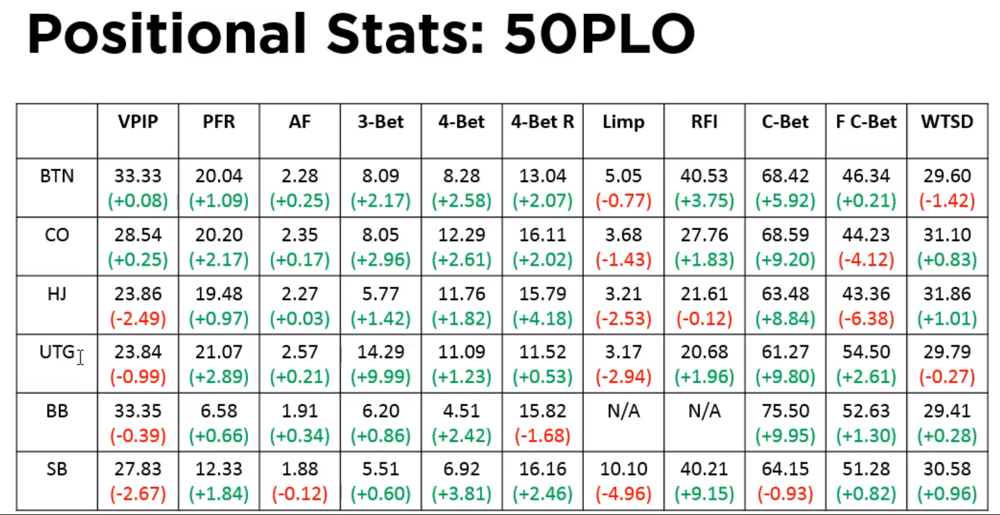 Positional Stats: 50PLO
VPIP PFR AF 3-Bet 4-Bet 4-Bet R Limp RFI C-Bet F C-Bet WTSD
BTN 33.33 20.04 2.28 8.09 8.28 13.04 5.05 40.53 68.42 46.34 29.60
(+0.08) (+1.09) (+0.25) (+2.17) (+2.58) (+2.07) (-0.77) (+3.75) (+5.92) (+0.21) (-1.42)
CO 28.54 20.20 2.35 8.05 12.29 16.11 3.68 27.76 68.59 44.23 31.10
(+0.25) (+2.17) (+0.17) (+2.96) (+2.61) (+2.02) (-1.43) (+1.83) (+9.20) (-4.12) (+0.83)
HJ 23.86 19.48 2.27 5.77 11.76 15.79 3.21 21.61 63.48 43.36 31.86
(-2.49) (+0.97) (+0.03) (+1.42) (+1.82) (+4.18) (-2.53) (-0.12) (+8.84) (-6.38) (+1.01)
UTG 23.84 21.07 2.57 14.29 11.09 11.52 3.17 20.68 61.27 54.50 29.79
(-0.99) (+2.89) (+0.21) (+9.99) (+1.23) (+0.53) (-2.94) (+1.96) (+9.80) (+2.61) (-0.27)
BB 33.35 6.58 1.91 6.20 4.51 15.82 N/A N/A 75.50 52.63 29.41
(-0.39) (+0.66) (+0.34) (+0.86) (+2.42) (-1.68) (+9.95) (+1.30) (+0.28)
SB 27.83 12.33 1.88 5.51 6.92 16.16 10.10 40.21 64.15 51.28 30.58
(-2.67) (+1.84) (-0.12) (+0.60) (+3.81) (+2.46) (-4.96) (+9.15) (-0.93) (+0.82) (+0.96)